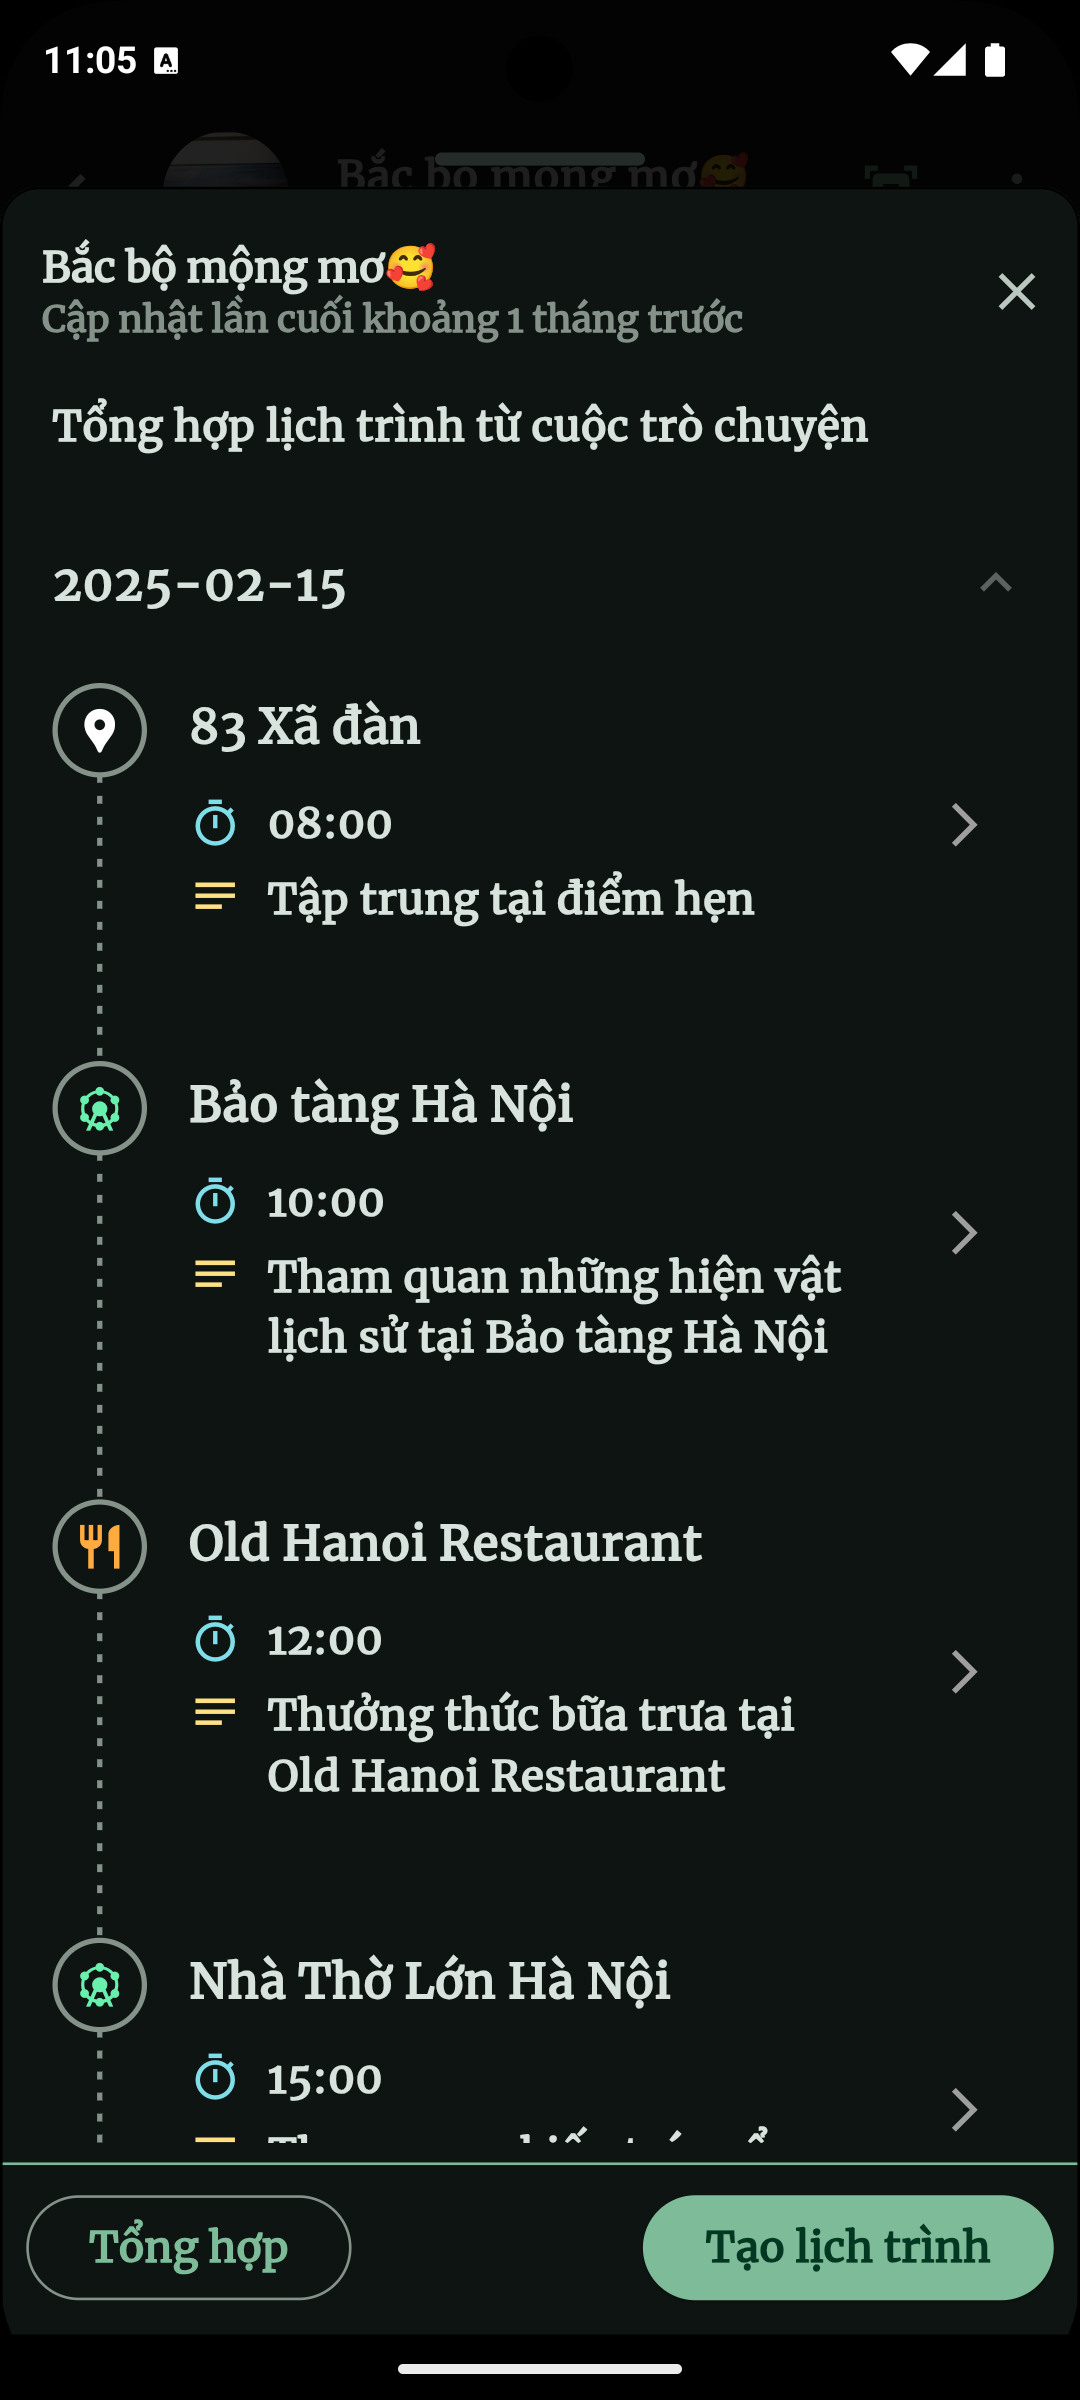 11:05
Bắc bộ mộng mơ🥰
Bắc bộ mộng mơ🥰
Cập nhật lần cuối khoảng 1 tháng trước
Tổng hợp lịch trình từ cuộc trò chuyện
2025-02-15
83 Xã đàn
08:00
Tập trung tại điểm hẹn
Bảo tàng Hà Nội
10:00
Tham quan những hiện vật
lịch sử tại Bảo tàng Hà Nội
Old Hanoi Restaurant
12:00
Thưởng thức bữa trưa tại
Old Hanoi Restaurant
Nhà Thờ Lớn Hà Nội
15:00
Tổng hợp
Tạo lịch trình